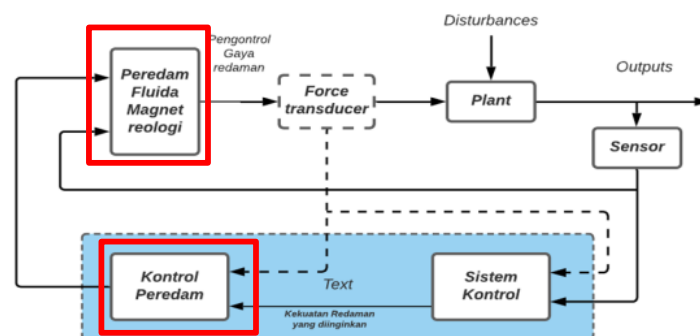 Disturbances
Pengontrol
Gaya
redaman
Outputs
Peredam
Fluida
Magnet
reologi
Force
transducer
Plant
Sensor
Kontrol
Peredam
Text
Sistem
Kontrol
Kekuatan Redaman
yang diinginkan